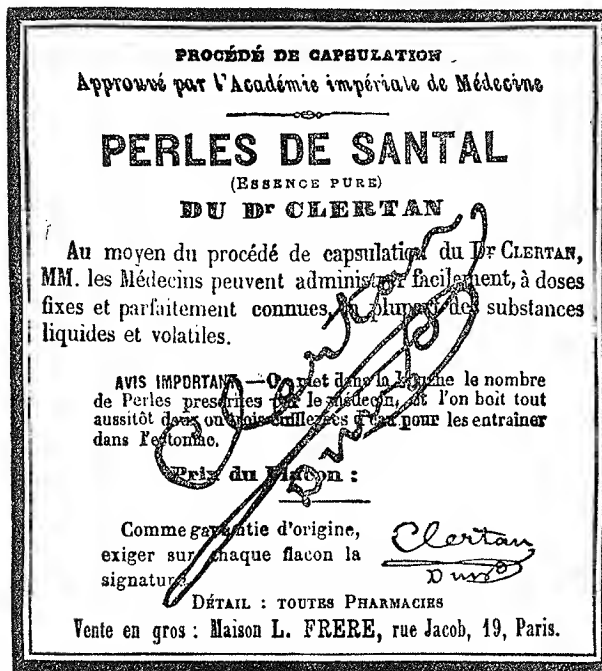 PROCÉDÉ DE CAPSULATION
Approuvé par l'Académie impériale de Médecine
PERLES DE SANTAL
(ESSENCE PURE)
DU Dr CLERTAN
Au moyen du procédé de capsulation du Dr CLERTAN,
MM. les Médecins peuvent administrer facilement, à doses
fixes et parfaitement connues, la plupart des substances
liquides et volatiles.
AVIS IMPORTANT. — On met dans la bouche le nombre
de Perles prescrites par le médecin, et l'on boit tout
aussitôt deux ou trois cuillerées d'eau pour les entraîner
dans l'estomac.
Prix du Flacon :
Comme garantie d'origine,
exiger sur chaque flacon la
signature.
Clertan
DÉTAIL : TOUTES PHARMACIES
Vente en gros : Maison L. FRERE, rue Jacob, 19, Paris.
Clertan